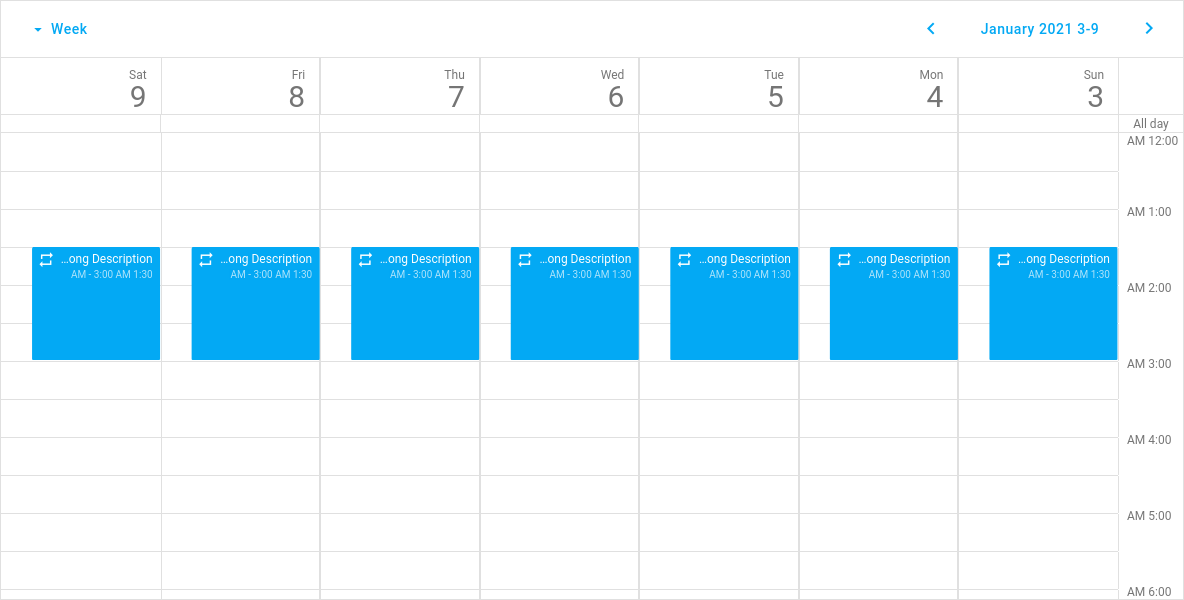 Week
January 2021 3-9
Sat
9
Fri
8
Thu
7
Wed
6
Tue
5
Mon
4
Sun
3
All day
AM 12:00
AM 1:00
...ong Description
AM - 3:00 AM 1:30
...ong Description
AM - 3:00 AM 1:30
...ong Description
AM - 3:00 AM 1:30
...ong Description
AM - 3:00 AM 1:30
...ong Description
AM - 3:00 AM 1:30
...ong Description
AM - 3:00 AM 1:30
...ong Description
AM - 3:00 AM 1:30
AM 2:00
AM 3:00
AM 4:00
AM 5:00
AM 6:00